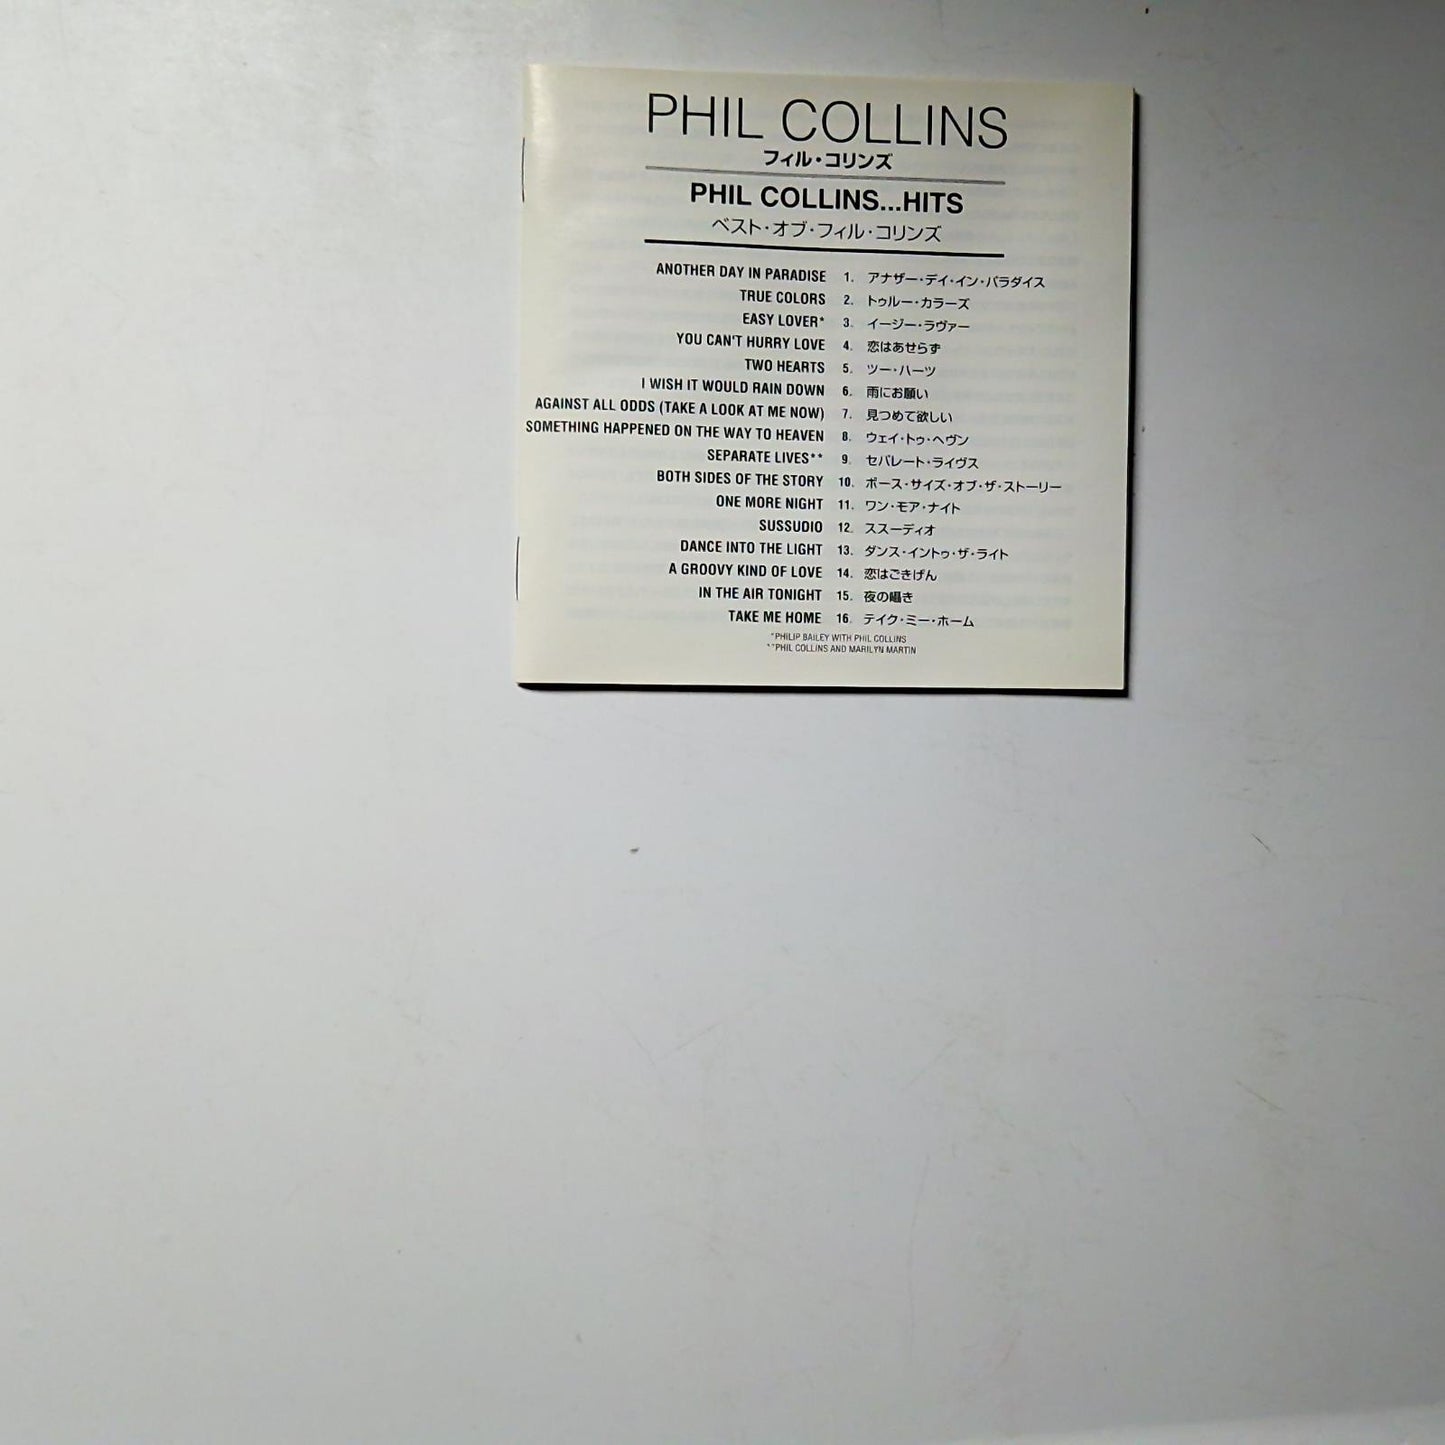 PHIL COLLINS
フィル・コリンズ
PHIL COLLINS...HITS
ベスト・オブ・フィル・コリンズ
ANOTHER DAY IN PARADISE 1. アナザー・デイ・イン・パラダイス
TRUE COLORS 2. トゥルー・カラーズ
EASY LOVER* 3. イージー・ラヴァー
YOU CAN'T HURRY LOVE 4. 恋はあせらず
TWO HEARTS 5. ツー・ハーツ
I WISH IT WOULD RAIN DOWN 6. 雨にお願い
AGAINST ALL ODDS (TAKE A LOOK AT ME NOW) 7. 見つめて欲しい
SOMETHING HAPPENED ON THE WAY TO HEAVEN 8. ウェイ・トゥ・ヘヴン
SEPARATE LIVES** 9. セパレート・ライヴス
BOTH SIDES OF THE STORY 10. ボース・サイズ・オブ・ザ・ストーリー
ONE MORE NIGHT 11. ワン・モア・ナイト
SUSSUDIO 12. ススーディオ
DANCE INTO THE LIGHT 13. ダンス・イントゥ・ザ・ライト
A GROOVY KIND OF LOVE 14. 恋はごきげん
IN THE AIR TONIGHT 15. 夜の囁き
TAKE ME HOME 16. テイク・ミー・ホーム
*PHILIP BAILEY WITH PHIL COLLINS
**PHIL COLLINS AND MARILYN MARTIN